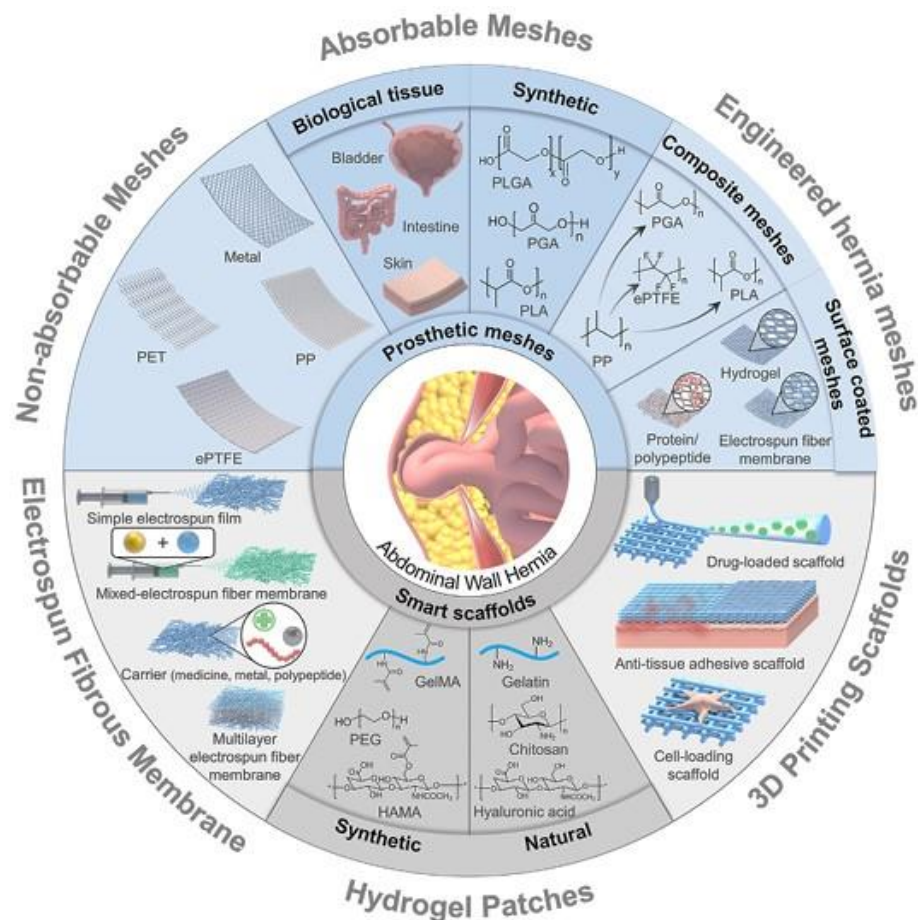 Absorbable Meshes
Non-absorbable Meshes
Engineered hernia meshes
Biological tissue
Synthetic
Composite meshes
Surface coated
meshes
Bladder
Intestine
Skin
PLGA
PGA
PLA
PGA
ePTFE
PLA
PP
Metal
PET
PP
ePTFE
Hydrogel
Protein/
polypeptide
Electrospun fiber
membrane
Prosthetic meshes
Abdominal Wall Hernia
Smart scaffolds
Electrospun Fibrous Membrane
Simple electrospun film
+
Mixed-electrospun fiber membrane
Carrier (medicine, metal, polypeptide)
Multilayer
electrospun fiber
membrane
GelMA
HO
O
H
n
PEG
HAMA
Synthetic
NH2
NH2
Gelatin
Chitosan
Hyaluronic acid
Natural
Drug-loaded scaffold
Anti-tissue adhesive scaffold
Cell-loading
scaffold
3D Printing Scaffolds
Hydrogel Patches